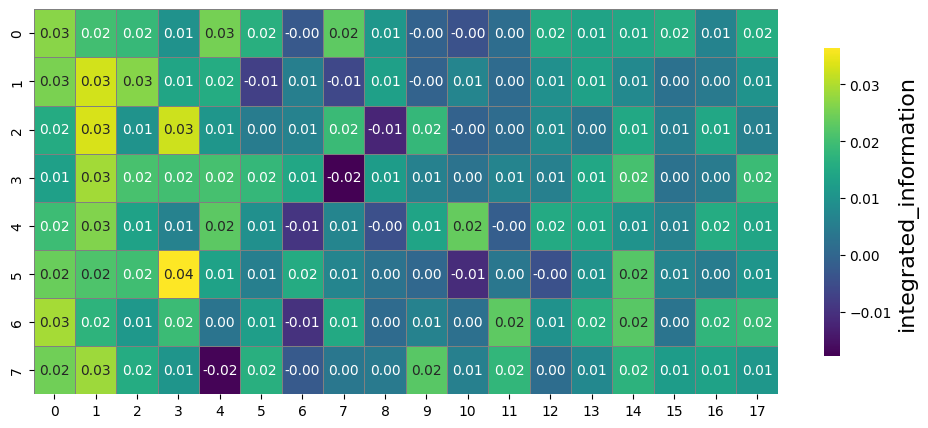 0 0.03 0.02 0.02 0.01 0.03 0.02 -0.00 0.02 0.01 -0.00 -0.00 0.00 0.02 0.01 0.01 0.02 0.01 0.02
1 0.03 0.03 0.03 0.01 0.02 -0.01 0.01 -0.01 0.01 -0.00 0.01 0.00 0.01 0.01 0.01 0.00 0.00 0.01
2 0.02 0.03 0.01 0.03 0.01 0.00 0.01 0.02 -0.01 0.02 -0.00 0.00 0.01 0.00 0.01 0.01 0.01 0.01
3 0.01 0.03 0.02 0.02 0.02 0.02 0.01 -0.02 0.01 0.01 0.00 0.01 0.01 0.01 0.02 0.00 0.00 0.02
4 0.02 0.03 0.01 0.01 0.02 0.01 -0.01 0.01 -0.00 0.01 0.02 -0.00 0.02 0.01 0.01 0.01 0.02 0.01
5 0.02 0.02 0.02 0.04 0.01 0.01 0.02 0.01 0.00 0.00 -0.01 0.00 -0.00 0.01 0.02 0.01 0.00 0.01
6 0.03 0.02 0.01 0.02 0.00 0.01 -0.01 0.01 0.00 0.01 0.00 0.02 0.01 0.02 0.02 0.00 0.02 0.02
7 0.02 0.03 0.02 0.01 -0.02 0.02 -0.00 0.00 0.00 0.02 0.01 0.02 0.00 0.01 0.02 0.01 0.01 0.01
0 1 2 3 4 5 6 7 8 9 10 11 12 13 14 15 16 17
0.03
0.02
0.01
0.00
-0.01
integrated_information